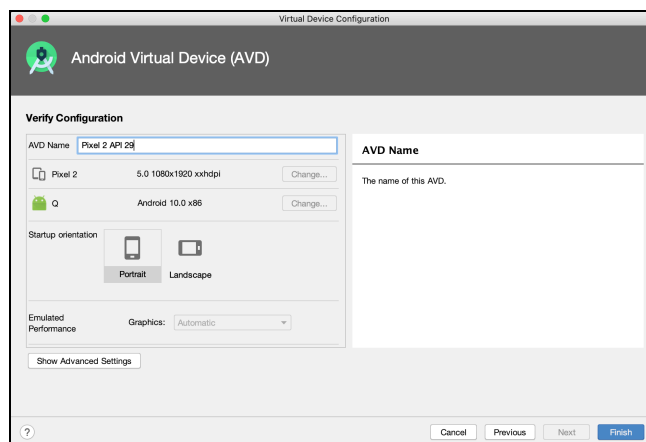 Virtual Device Configuration
Android Virtual Device (AVD)
Verify Configuration
AVD Name Pixel 2 API 29
Pixel 2 5.0 1080x1920 xxhdpi Change...
Q Android 10.0 x86 Change...
Startup orientation
Portrait Landscape
Emulated
Performance
Graphics: Automatic
Show Advanced Settings
AVD Name
The name of this AVD.
? Cancel Previous Next Finish